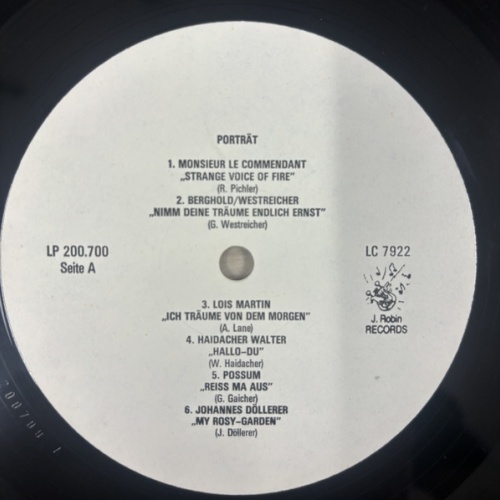 PORTRÄT
1. MONSIEUR LE COMMENDANT
„STRANGE VOICE OF FIRE"
(R. Pichler)
2. BERGHOLD/WESTREICHER
„NIMM DEINE TRÄUME ENDLICH ERNST"
(G. Westreicher)
LP 200.700
Seite A
LC 7922
J. Robin
RECORDS
3. LOIS MARTIN
„ICH TRÄUME VON DEM MORGEN"
(A. Lane)
4. HAIDACHER WALTER
„HALLO-DU"
(W. Haidacher)
5. POSSUM
„REISS MA AUS"
(G. Gaicher)
6. JOHANNES DÖLLERER
„MY ROSY-GARDEN"
(J. Döllerer)